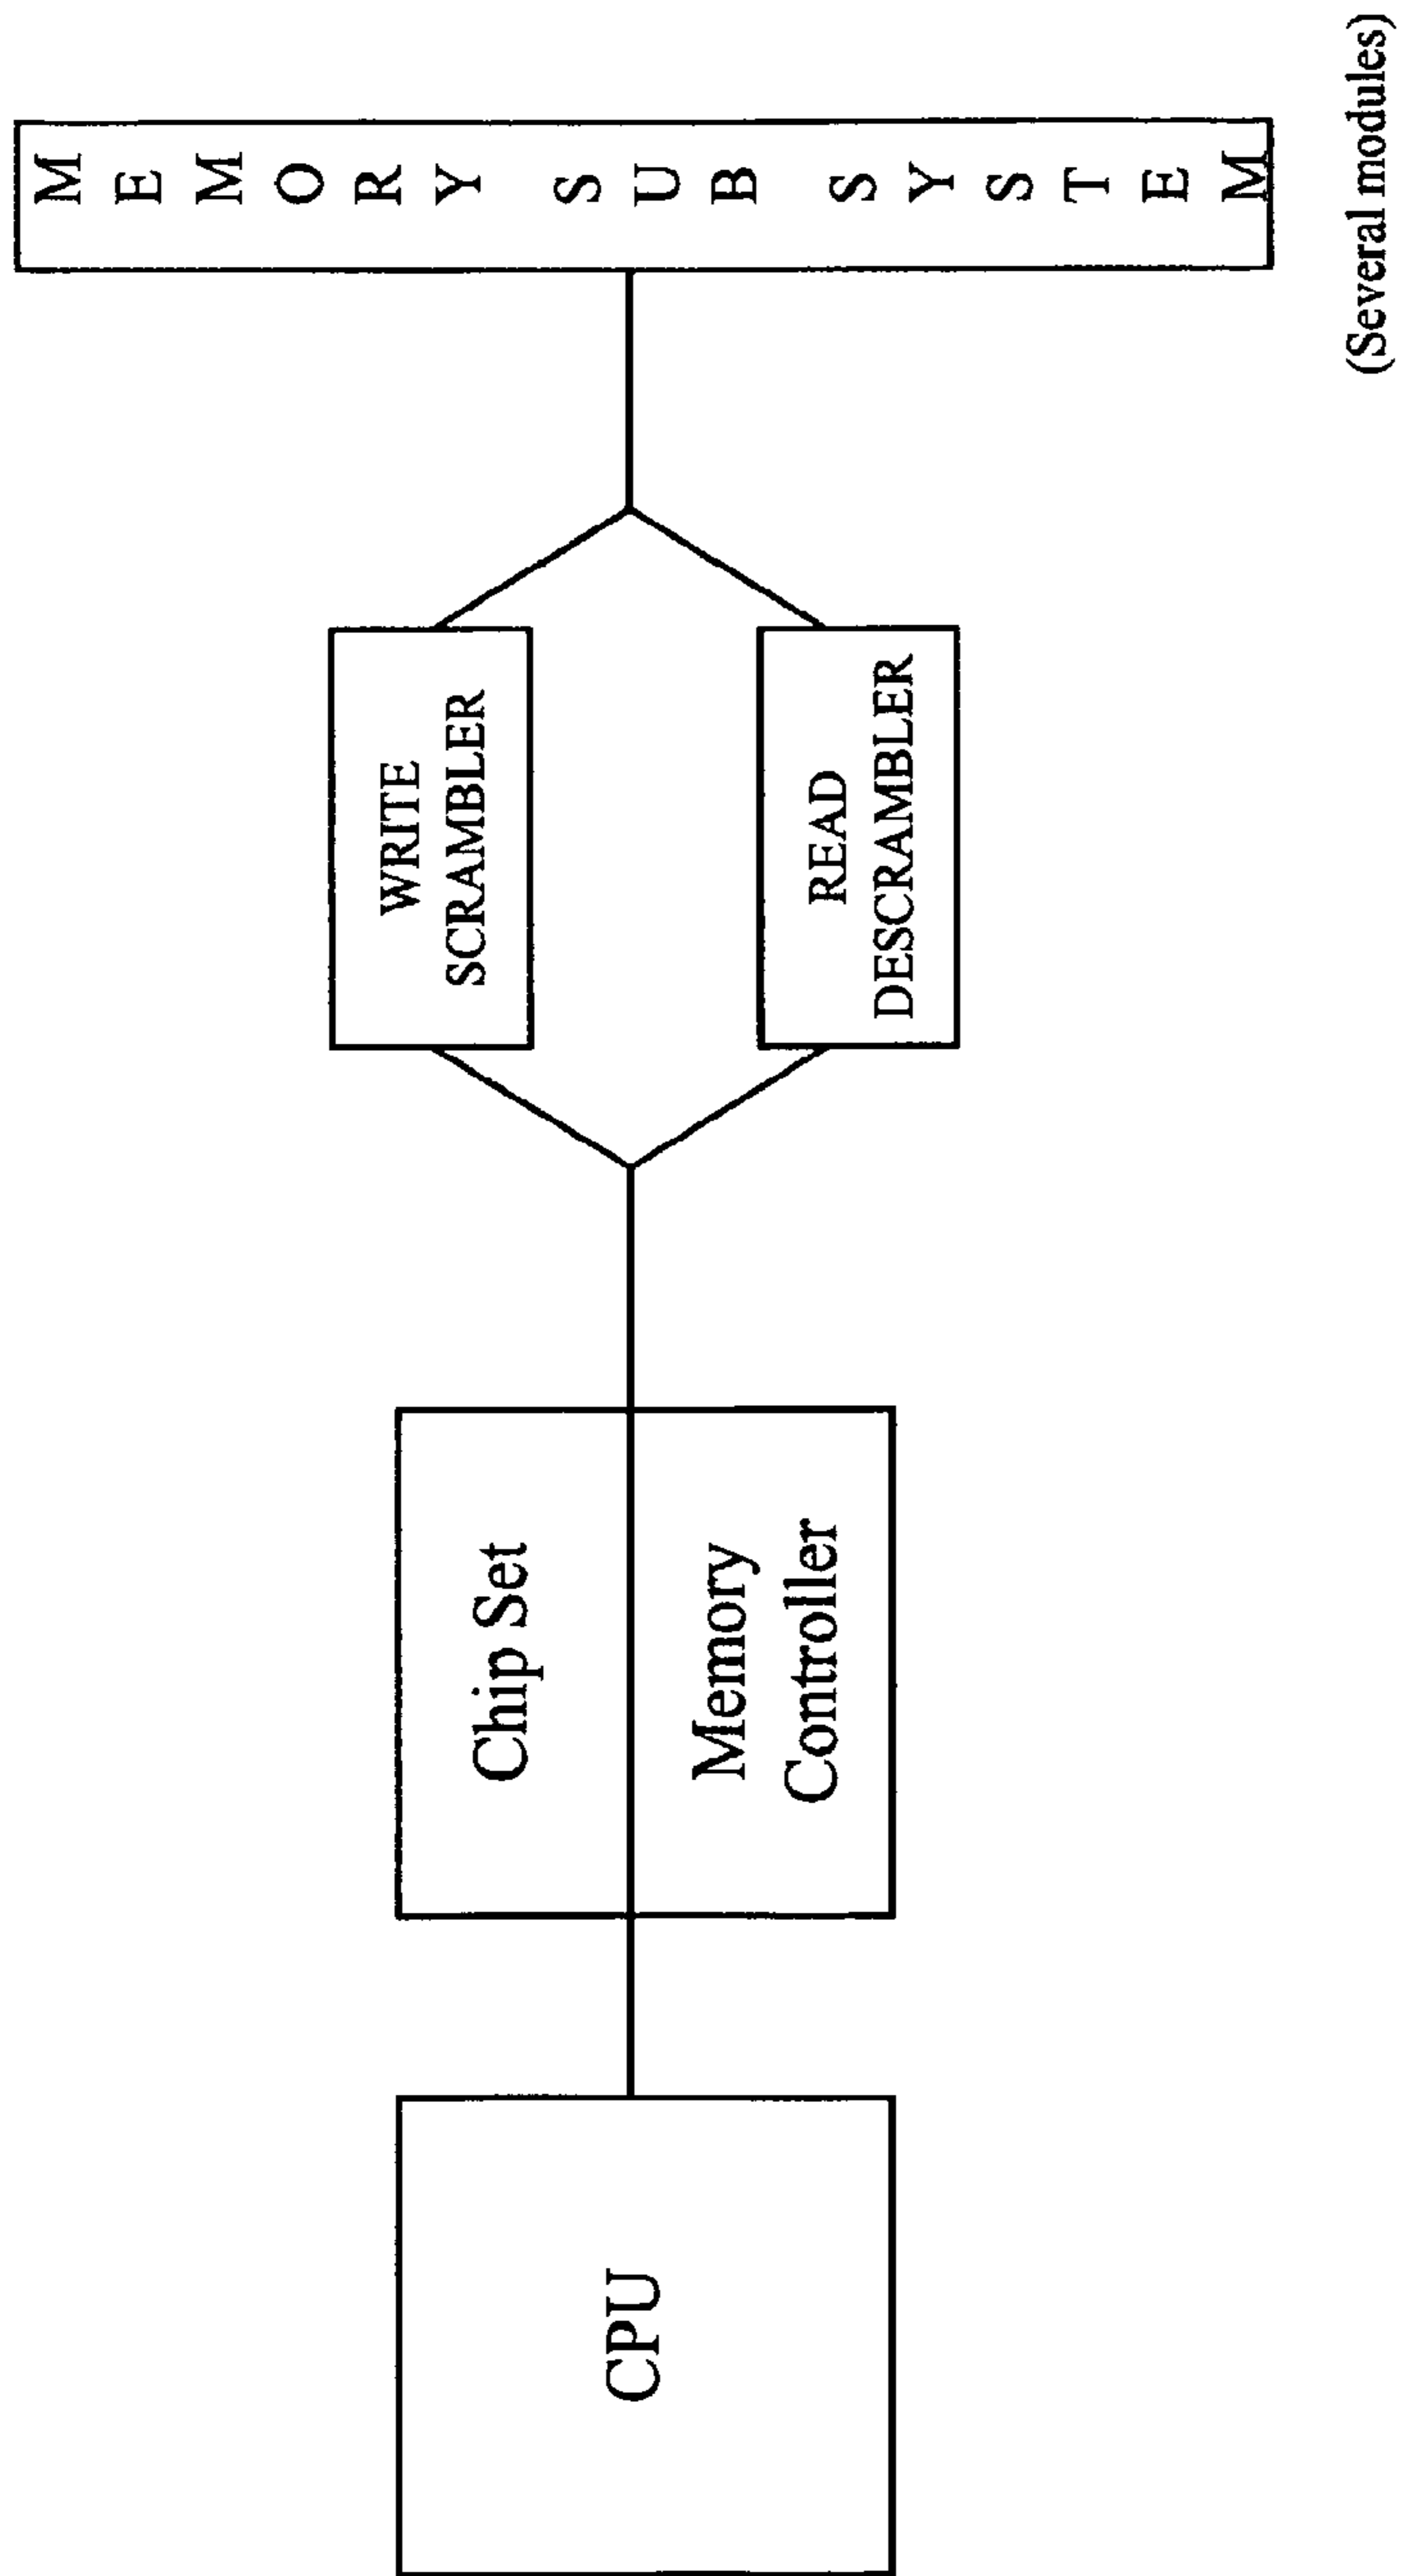 CPU
Chip Set
Memory
Controller
WRITE
SCRAMBLER
READ
DESCRAMBLER
MEMORY SUB SYSTEM
(Several modules)